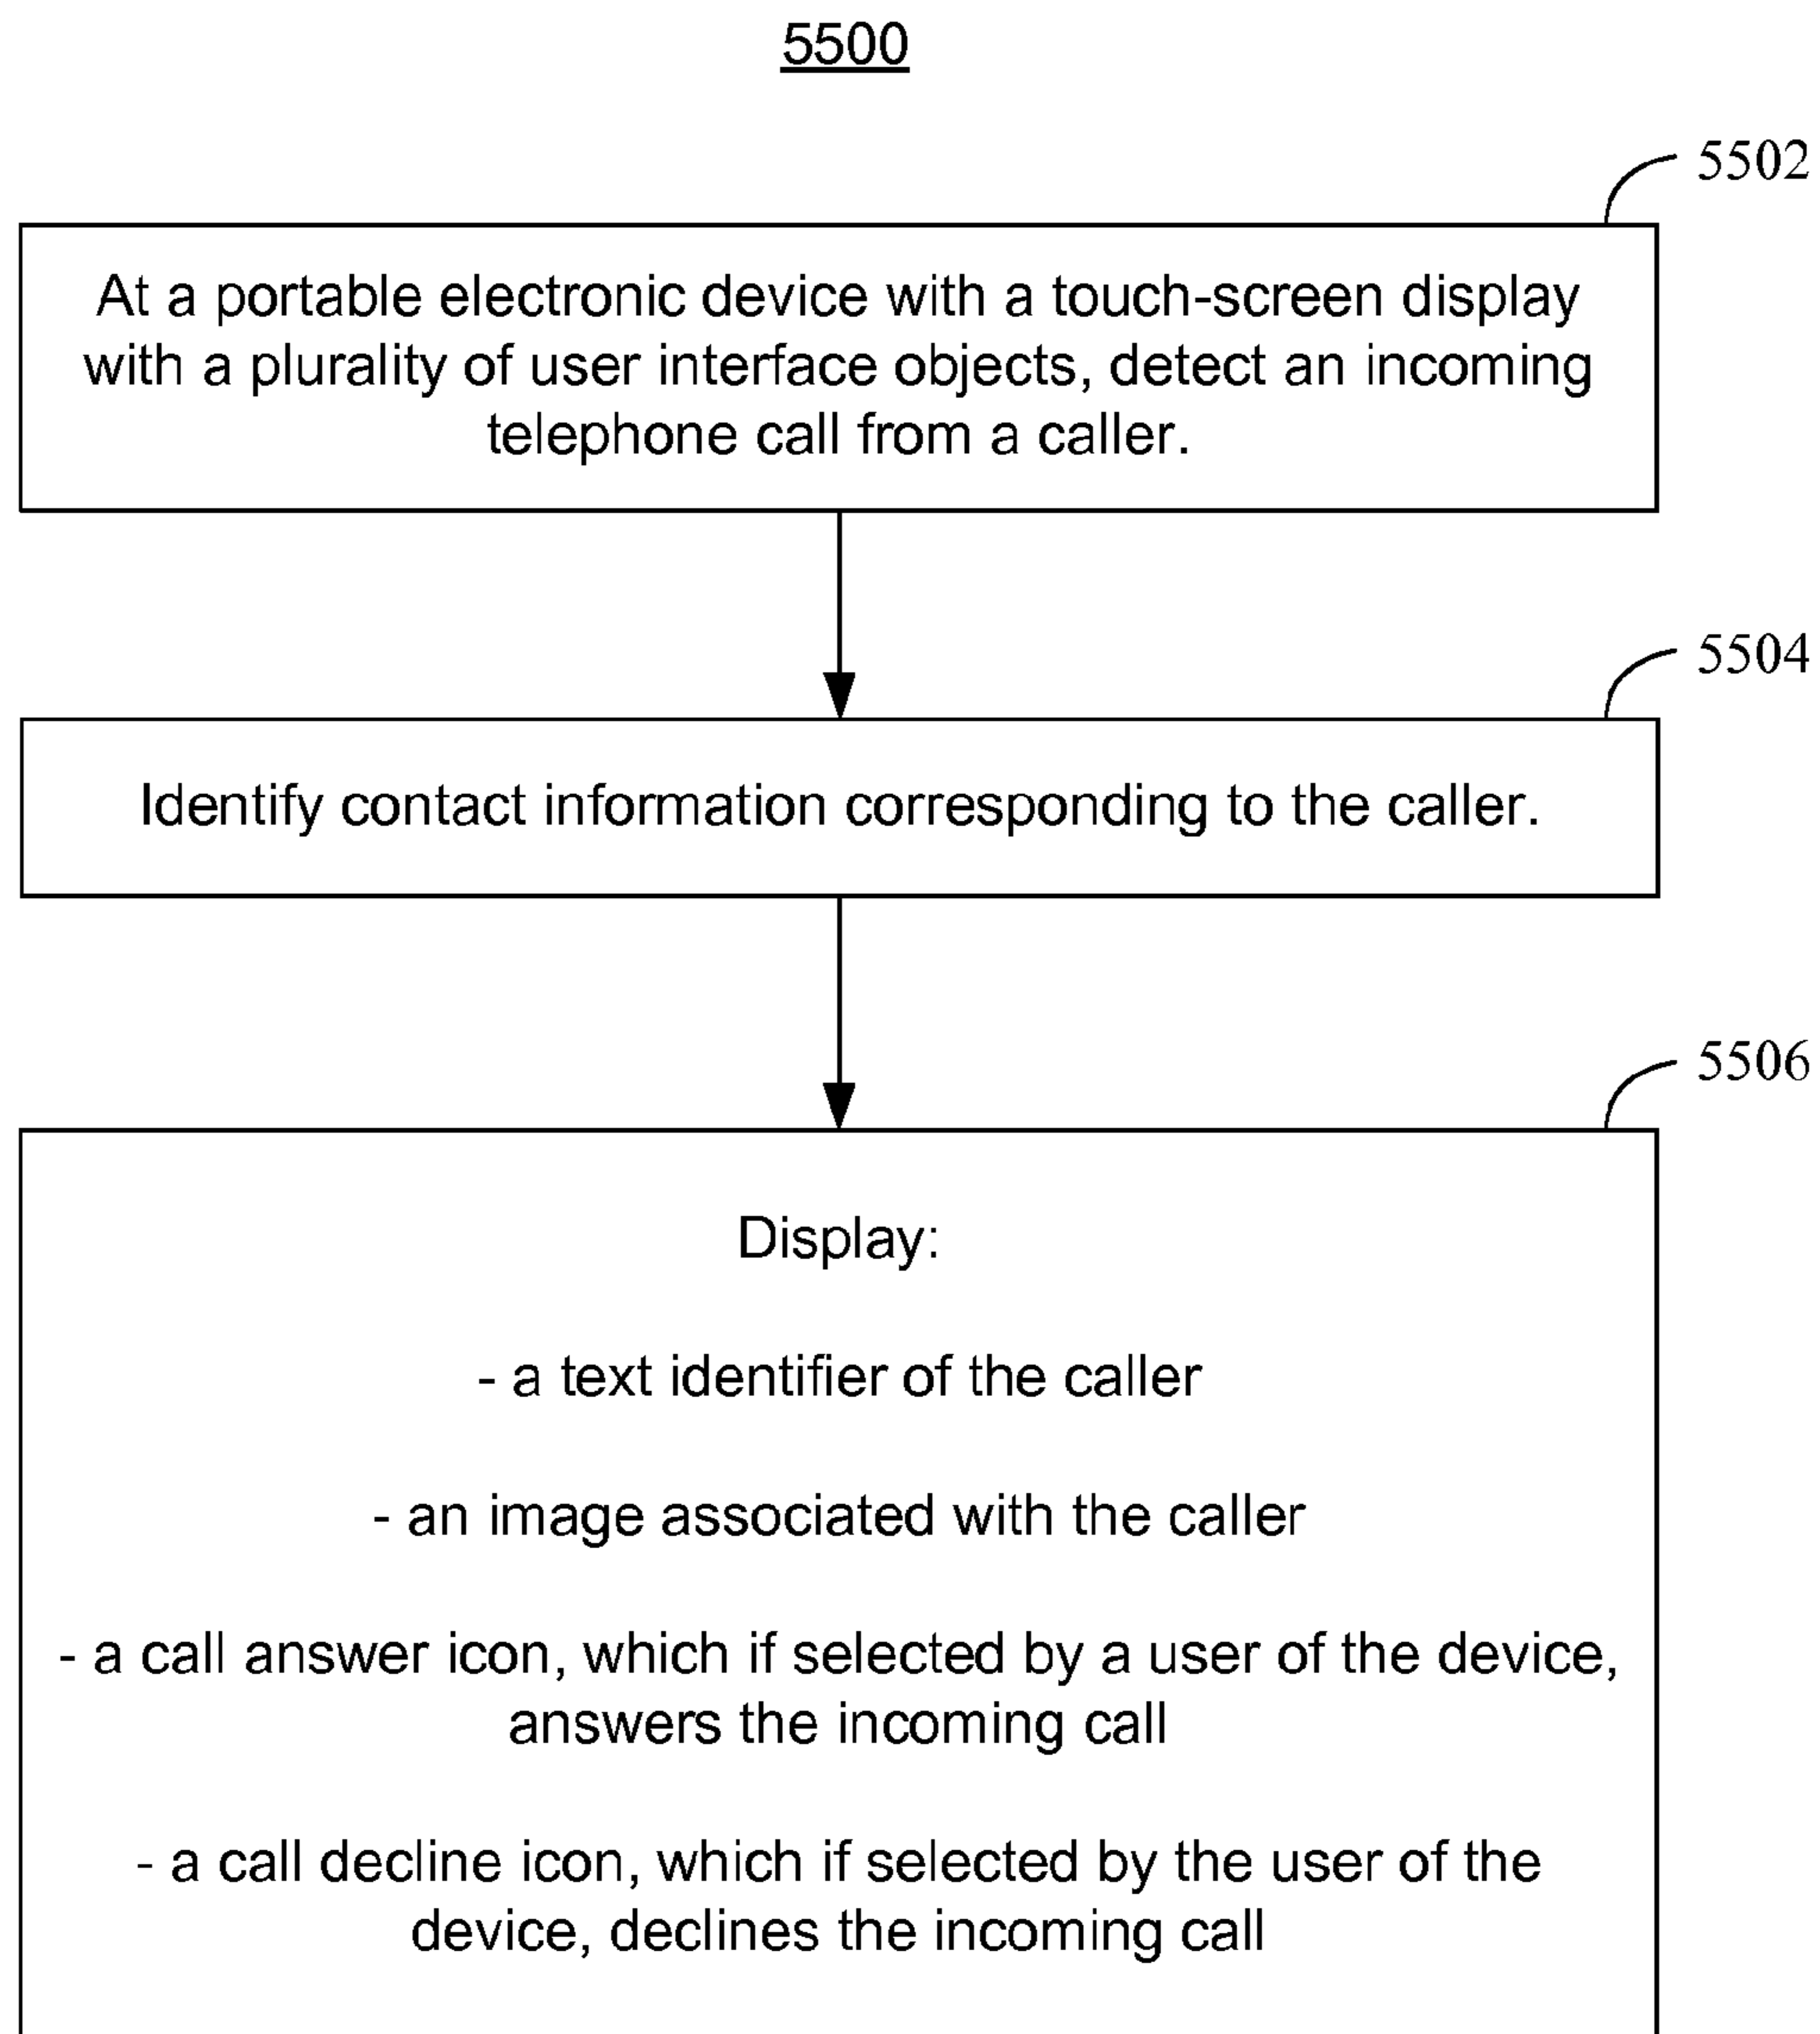 5500
5502
At a portable electronic device with a touch-screen display
with a plurality of user interface objects, detect an incoming
telephone call from a caller.
5504
Identify contact information corresponding to the caller.
5506
Display:
- a text identifier of the caller
- an image associated with the caller
- a call answer icon, which if selected by a user of the device,
answers the incoming call
- a call decline icon, which if selected by the user of the
device, declines the incoming call